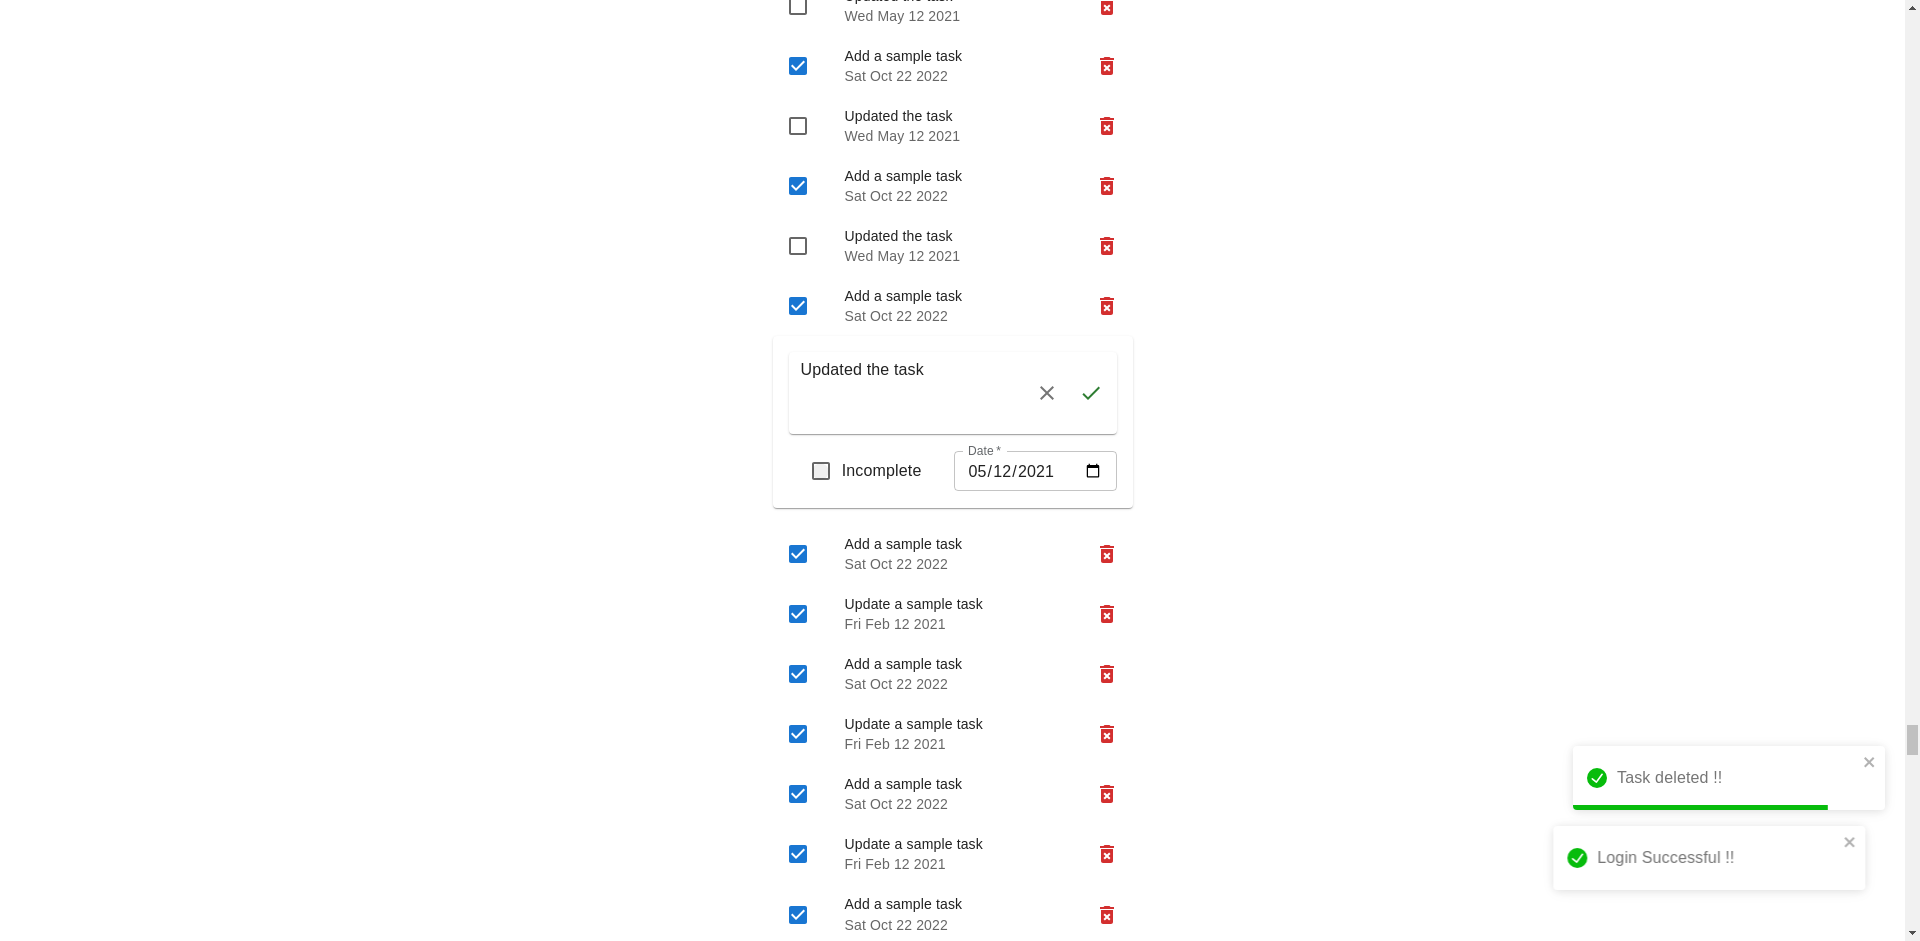 Updated the task
Wed May 12 2021
Add a sample task
Sat Oct 22 2022
Updated the task
Wed May 12 2021
Add a sample task
Sat Oct 22 2022
Updated the task
Wed May 12 2021
Add a sample task
Sat Oct 22 2022
Updated the task
Incomplete
Date *
05/12/2021
Add a sample task
Sat Oct 22 2022
Update a sample task
Fri Feb 12 2021
Add a sample task
Sat Oct 22 2022
Update a sample task
Fri Feb 12 2021
Add a sample task
Sat Oct 22 2022
Update a sample task
Fri Feb 12 2021
Add a sample task
Sat Oct 22 2022
Task deleted !!
Login Successful !!